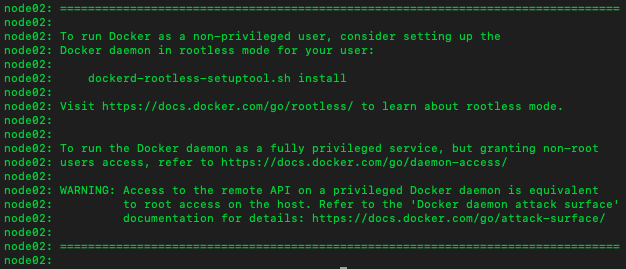 node02: ================================================================================
node02:
node02: To run Docker as a non-privileged user, consider setting up the
node02: Docker daemon in rootless mode for your user:
node02:
node02:     dockerd-rootless-setuptool.sh install
node02:
node02: Visit https://docs.docker.com/go/rootless/ to learn about rootless mode.
node02:
node02:
node02: To run the Docker daemon as a fully privileged service, but granting non-root
node02: users access, refer to https://docs.docker.com/go/daemon-access/
node02:
node02: WARNING: Access to the remote API on a privileged Docker daemon is equivalent
node02:          to root access on the host. Refer to the 'Docker daemon attack surface'
node02:          documentation for details: https://docs.docker.com/go/attack-surface/
node02:
node02: ================================================================================
node02: